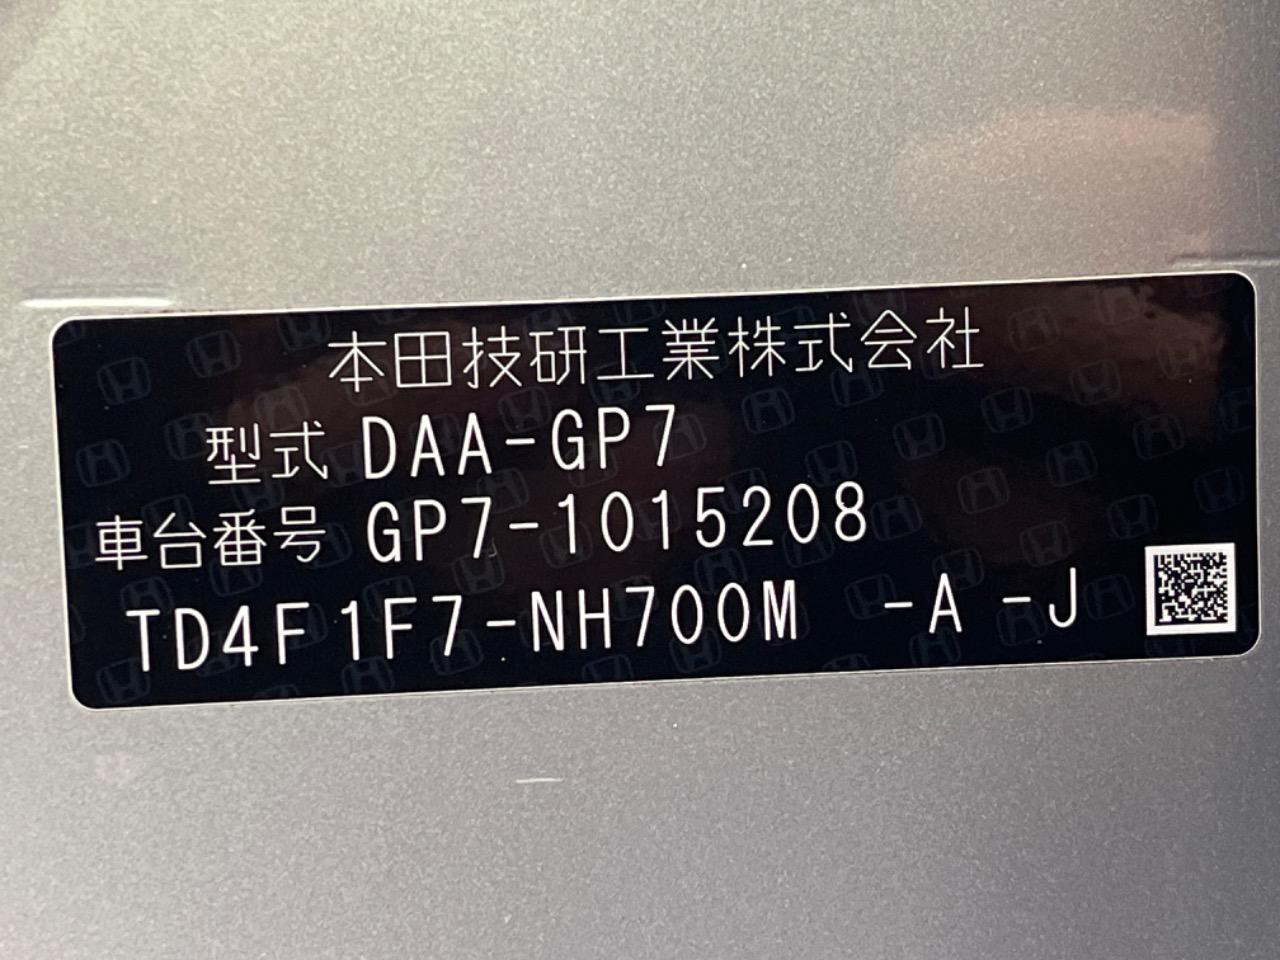 本田技研工業株式会社
型式 DAA-GP7
車台番号 GP7-1015208
TD4F1F7-NH700M -A -J